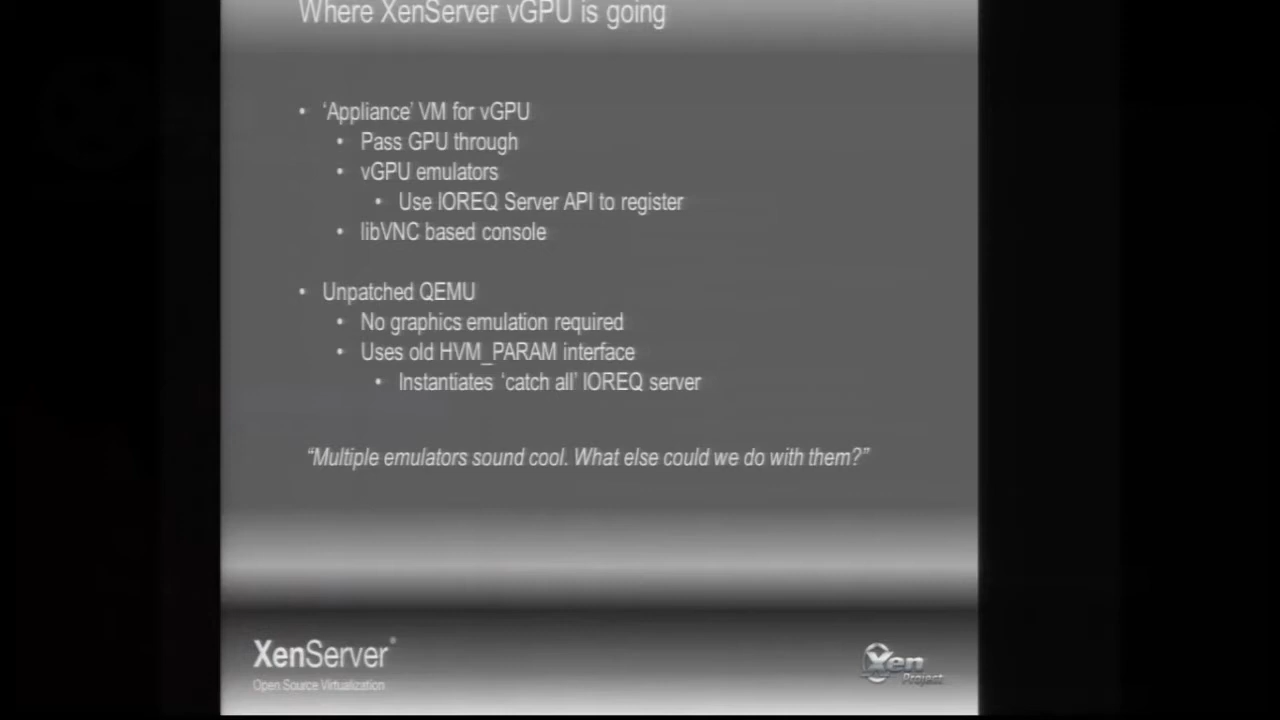 Where XenServer vGPU is going
• ‘Appliance’ VM for vGPU
• Pass GPU through
• vGPU emulators
• Use IOREQ Server API to register
• libVNC based console
• Unpatched QEMU
• No graphics emulation required
• Uses old HVM_PARAM interface
• Instantiates ‘catch all’ IOREQ server
“Multiple emulators sound cool. What else could we do with them?”
XenServer®
Open Source Virtualization
Xen
Project